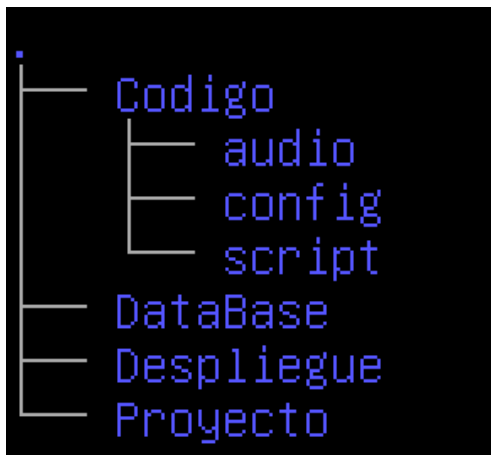 .
Codigo
audio
config
script
DataBase
Despliegue
Proyecto